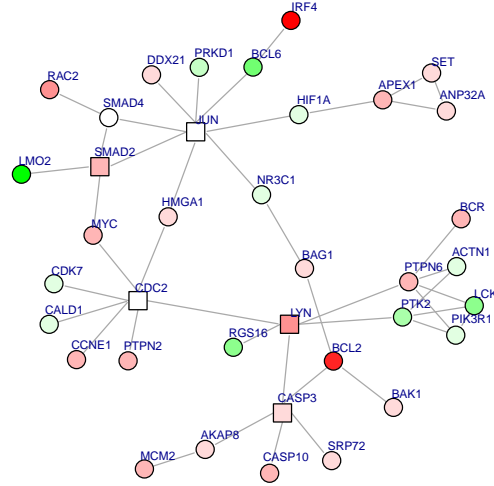 IRF4
PRKD1
BCL6
DDX21
SET
RAC2
APEX1
ANP32A
SMAD4
HIF1A
JUN
SMAD2
LMO2
NR3C1
HMGA1
BCR
MYC
BAG1
ACTN1
CDK7
CDC2
PTPN6
LCK
CALD1
LYN
PTK2
PIK3R1
RGS16
CCNE1
PTPN2
BCL2
CASP3
BAK1
AKAP8
SRP72
MCM2
CASP10